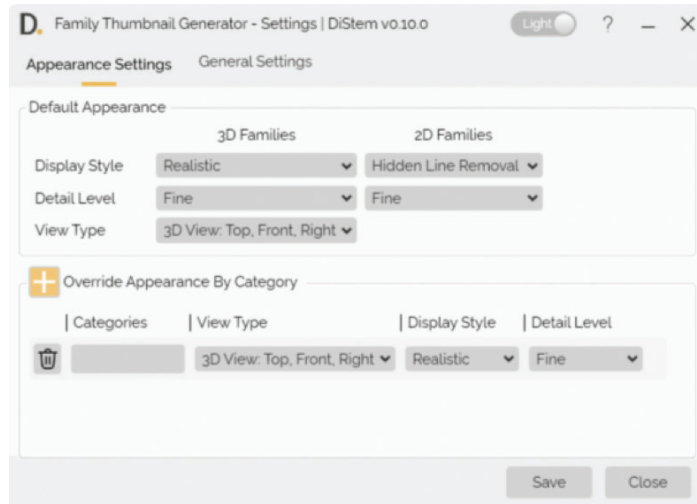 D. Family Thumbnail Generator - Settings | DiStem v0.10.0 Light ? 
Appearance Settings General Settings
Default Appearance
3D Families 2D Families
Display Style Realistic Hidden Line Removal
Detail Level Fine Fine
View Type 3D View: Top, Front, Right
Override Appearance By Category
| Categories | View Type | Display Style | Detail Level
3D View: Top, Front, Right Realistic Fine
Save Close